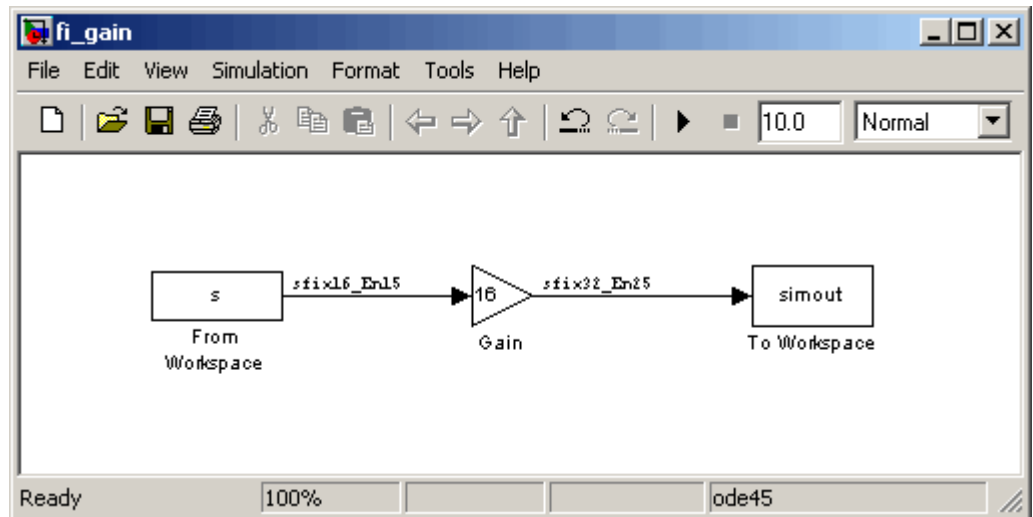 fi_gain
File Edit View Simulation Format Tools Help
10.0 Normal
s
sfix16_En15
16
sfix32_En25
simout
From
Workspace
Gain
To Workspace
Ready 100% ode45